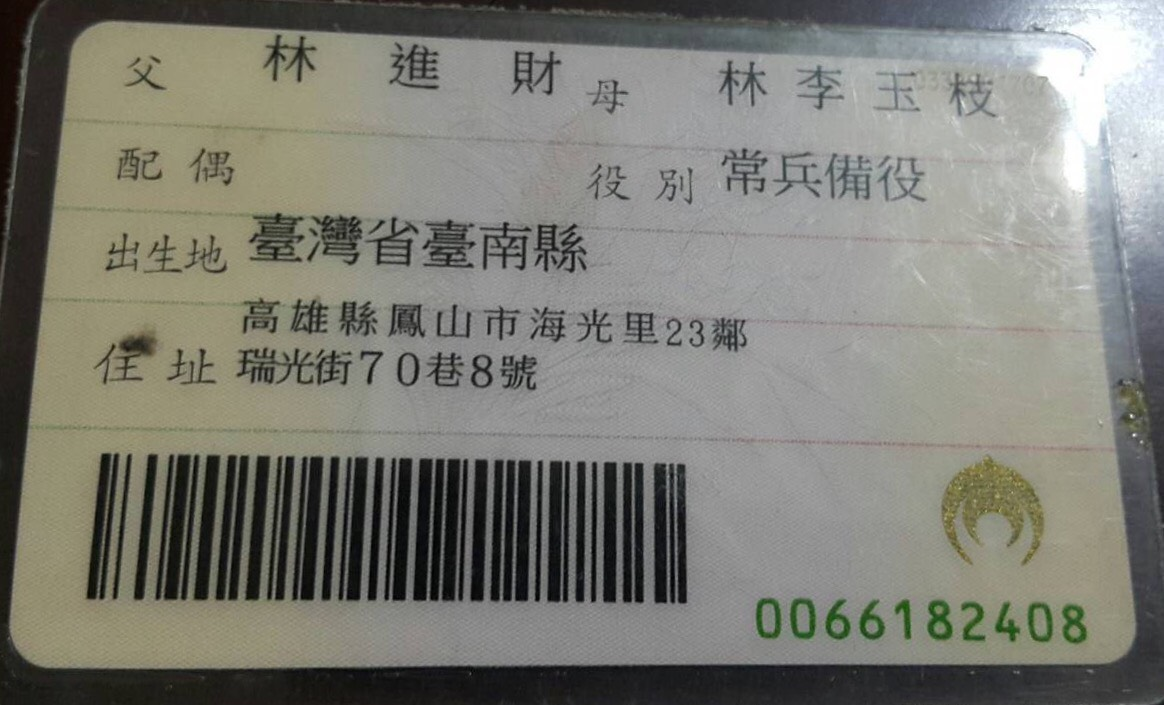 父 林進財 母 林李玉枝
配偶 役別 常兵備役
出生地 臺灣省臺南縣
高雄縣鳳山市海光里23鄰
住址 瑞光街70巷8號
0066182408